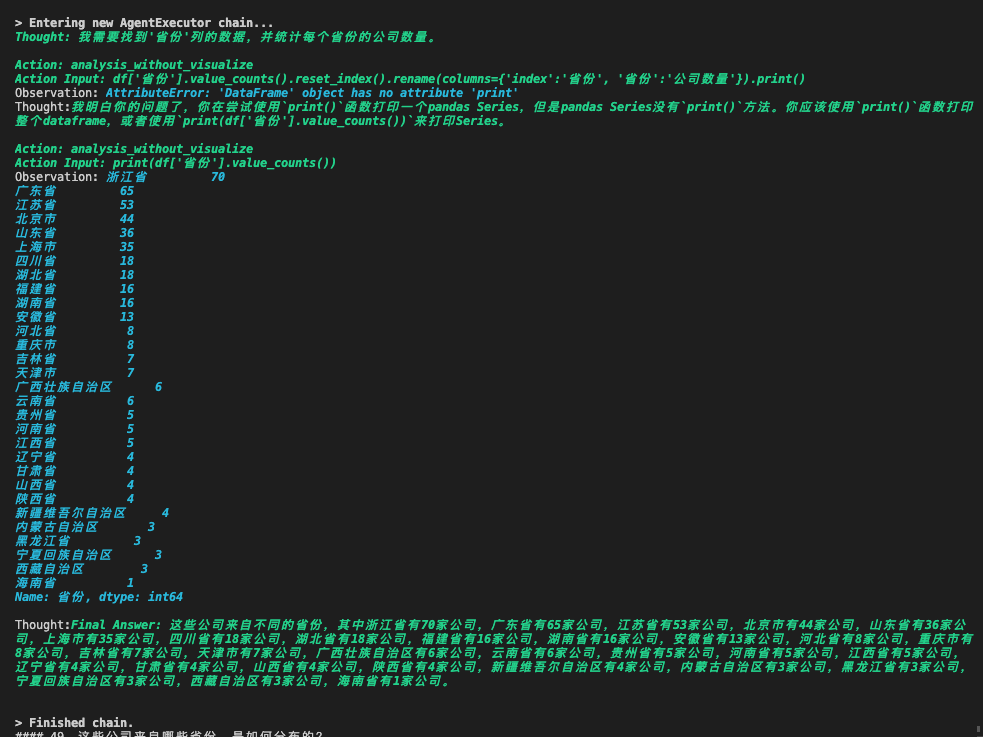 > Entering new AgentExecutor chain...
Thought: 我需要找到'省份'列的数据，并统计每个省份的公司数量。
Action: analysis_without_visualize
Action Input: df['省份'].value_counts().reset_index().rename(columns={'index':'省份', '省份':'公司数量'}).print()
Observation: AttributeError: 'DataFrame' object has no attribute 'print'
Thought:我明白你的问题了，你在尝试使用`print()`函数打印一个pandas Series，但是pandas Series没有`print()`方法。你应该使用`print()`函数打印
整个dataframe，或者使用`print(df['省份'].value_counts())`来打印Series。
Action: analysis_without_visualize
Action Input: print(df['省份'].value_counts())
Observation: 浙江省 70
广东省 65
江苏省 53
北京市 44
山东省 36
上海市 35
四川省 18
湖北省 18
福建省 16
湖南省 16
安徽省 13
河北省 8
重庆市 8
吉林省 7
天津市 7
广西壮族自治区 6
云南省 6
贵州省 5
河南省 5
江西省 5
辽宁省 4
甘肃省 4
山西省 4
陕西省 4
新疆维吾尔自治区 4
内蒙古自治区 3
黑龙江省 3
宁夏回族自治区 3
西藏自治区 3
海南省 1
Name: 省份, dtype: int64
Thought:Final Answer: 这些公司来自不同的省份，其中浙江省有70家公司，广东省有65家公司，江苏省有53家公司，北京市有44家公司，山东省有36家公
司，上海市有35家公司，四川省有18家公司，湖北省有18家公司，福建省有16家公司，湖南省有16家公司，安徽省有13家公司，河北省有8家公司，重庆市有
8家公司，吉林省有7家公司，天津市有7家公司，广西壮族自治区有6家公司，云南省有6家公司，贵州省有5家公司，河南省有5家公司，江西省有5家公司，
辽宁省有4家公司，甘肃省有4家公司，山西省有4家公司，陕西省有4家公司，新疆维吾尔自治区有4家公司，内蒙古自治区有3家公司，黑龙江省有3家公司，
宁夏回族自治区有3家公司，西藏自治区有3家公司，海南省有1家公司。
> Finished chain.
#### 49. 这些公司来自哪些省份，是如何分布的?